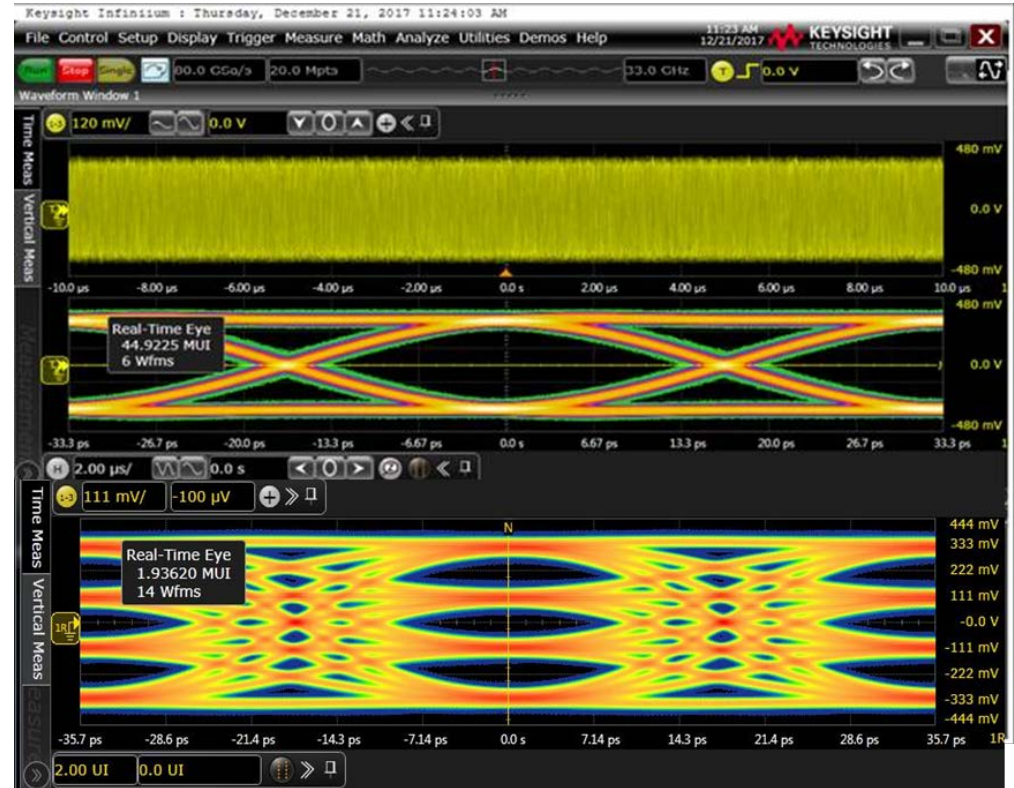 Keysight Infiniium : Thursday, December 21, 2017 11:24:03 AM
File Control Setup Display Trigger Measure Math Analyze Utilities Demos Help
11:23 AM
12/21/2017
KEYSIGHT
TECHNOLOGIES
Run Stop Single
00.0 GSa/s 20.0 Mpts 33.0 GHz T 0.0 V
Waveform Window 1
Time Meas
Vertical Meas
1-3 120 mV/ 0.0 V
480 mV
0.0 V
-480 mV
-10.0 µs -8.00 µs -6.00 µs -4.00 µs -2.00 µs 0.0 s 2.00 µs 4.00 µs 6.00 µs 8.00 µs 10.0 µs 1
480 mV
Real-Time Eye
44.9225 MUI
6 Wfms
0.0 V
-480 mV
-33.3 ps -26.7 ps -20.0 ps -13.3 ps -6.67 ps 0.0 s 6.67 ps 13.3 ps 20.0 ps 26.7 ps 33.3 ps 1
H 2.00 µs/ 0.0 s
Time Meas
Vertical Meas
1-3 111 mV/ -100 µV
N
444 mV
333 mV
Real-Time Eye
1.93620 MUI
14 Wfms
222 mV
111 mV
1R
-0.0 V
-111 mV
-222 mV
-333 mV
-444 mV
-35.7 ps -28.6 ps -21.4 ps -14.3 ps -7.14 ps 0.0 s 7.14 ps 14.3 ps 21.4 ps 28.6 ps 35.7 ps 1R
2.00 UI 0.0 UI